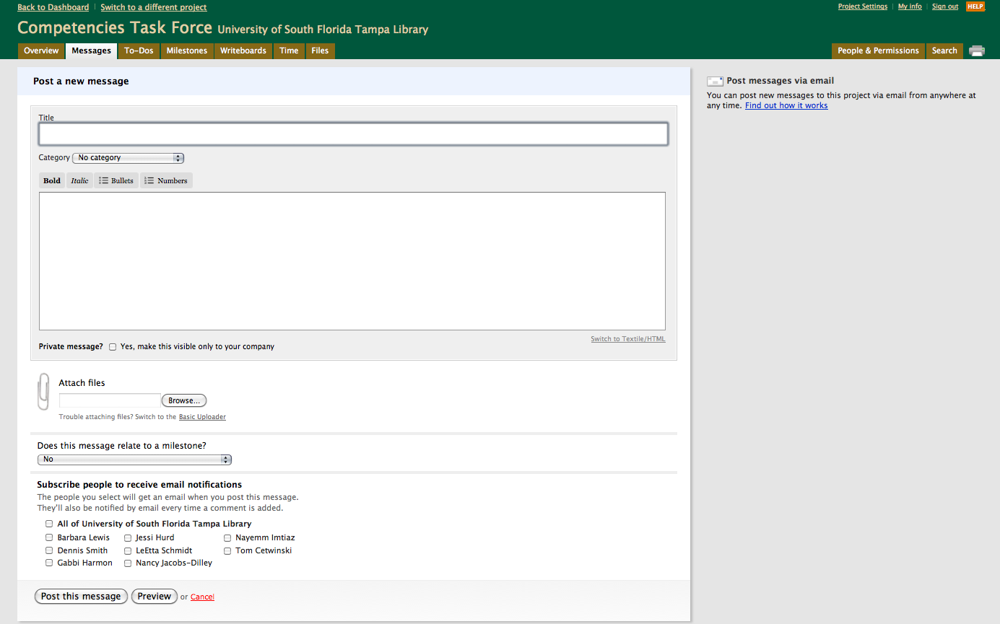 Back to Dashboard | Switch to a different project
Project Settings | My info | Sign out HELP
Competencies Task Force University of South Florida Tampa Library
Overview Messages To-Dos Milestones Writeboards Time Files
People & Permissions Search
Post a new message
Title
Category No category
Bold Italic Bullets Numbers
Switch to Textile/HTML
Private message? Yes, make this visible only to your company
Attach files
Browse...
Trouble attaching files? Switch to the Basic Uploader
Does this message relate to a milestone?
No
Subscribe people to receive email notifications
The people you select will get an email when you post this message.
They'll also be notified by email every time a comment is added.
All of University of South Florida Tampa Library
Barbara Lewis Jessi Hurd Nayemm Imtiaz
Dennis Smith LeEtta Schmidt Tom Cetwinski
Gabbi Harmon Nancy Jacobs-Dilley
Post this message Preview or Cancel
Post messages via email
You can post new messages to this project via email from anywhere at
any time. Find out how it works